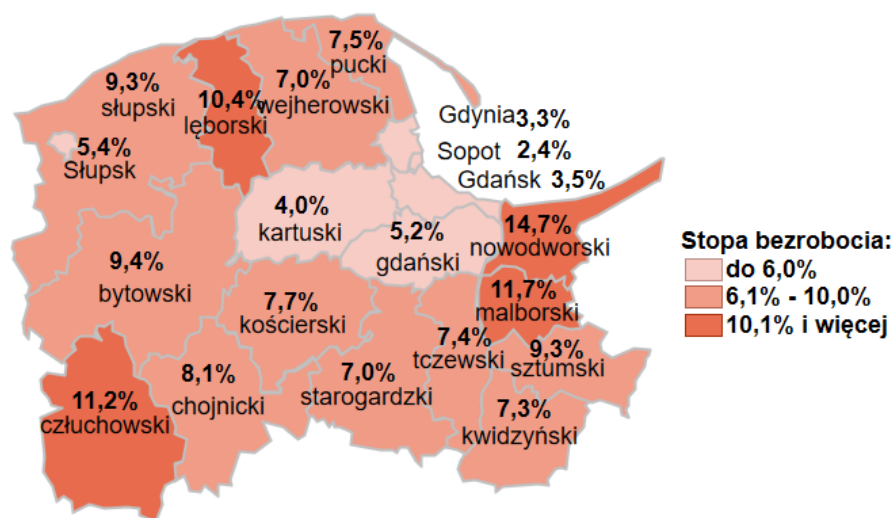 7,5%
pucki
9,3%
słupski
10,4%
lęborski
7,0%
wejherowski
Gdynia 3,3%
Sopot 2,4%
Gdańsk 3,5%
5,4%
Słupsk
4,0%
kartuski
5,2%
gdański
14,7%
nowodworski
9,4%
bytowski
7,7%
kościerski
11,7%
malborski
7,4%
tczewski
9,3%
sztumski
11,2%
człuchowski
8,1%
chojnicki
7,0%
starogardzki
7,3%
kwidzyński
Stopa bezrobocia:
do 6,0%
6,1% - 10,0%
10,1% i więcej